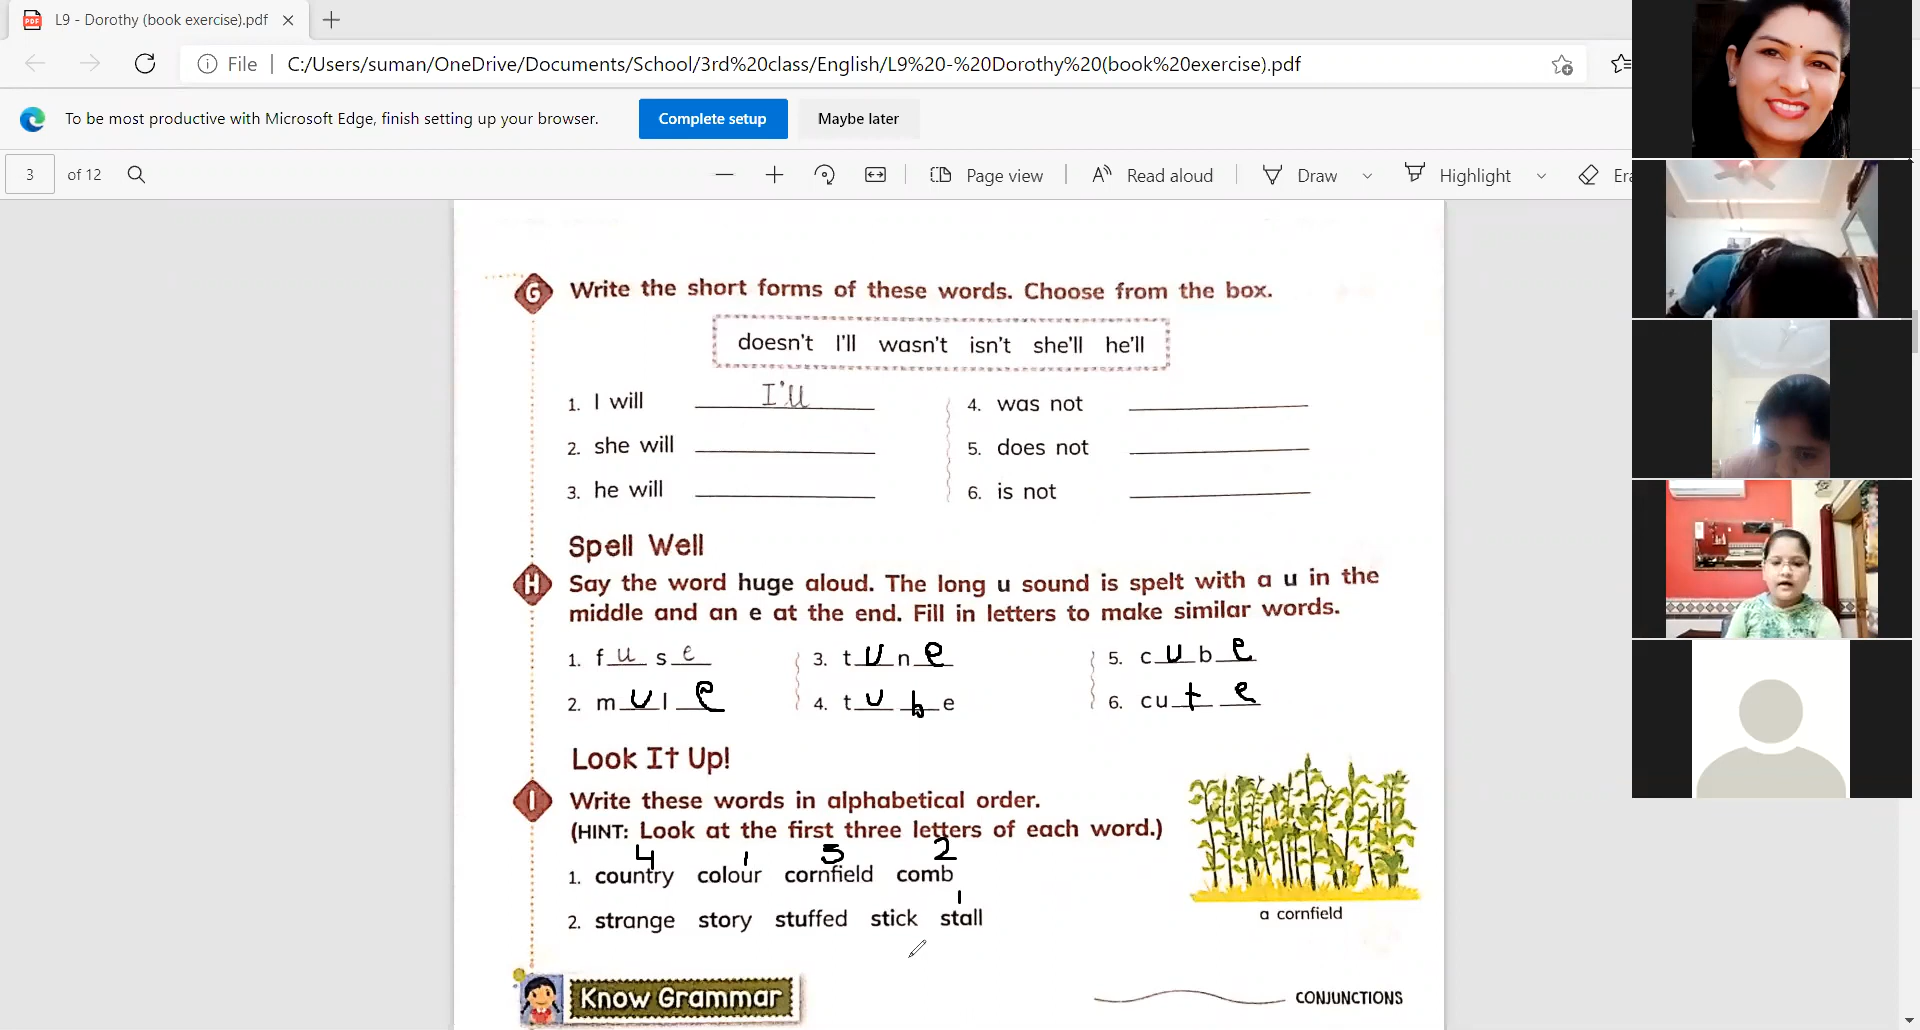 L9 - Dorothy (book exercise).pdf
File C:/Users/suman/OneDrive/Documents/School/3rd%20class/English/L9%20-%20Dorothy%20(book%20exercise).pdf
To be most productive with Microsoft Edge, finish setting up your browser. Complete setup Maybe later
3 of 12 Page view Read aloud Draw Highlight Era
G Write the short forms of these words. Choose from the box.
doesn't I'll wasn't isn't she'll he'll
1. I will I'll 4. was not
2. she will 5. does not
3. he will 6. is not
Spell Well
H Say the word huge aloud. The long u sound is spelt with a u in the
middle and an e at the end. Fill in letters to make similar words.
1. f u s e 3. t u n e 5. c u b e
2. m u l e 4. t u b e 6. cu t e
Look It Up!
I Write these words in alphabetical order.
(HINT: Look at the first three letters of each word.)
4 1 3 2
1. country colour cornfield comb
1
2. strange story stuffed stick stall
a cornfield
Know Grammar CONJUNCTIONS